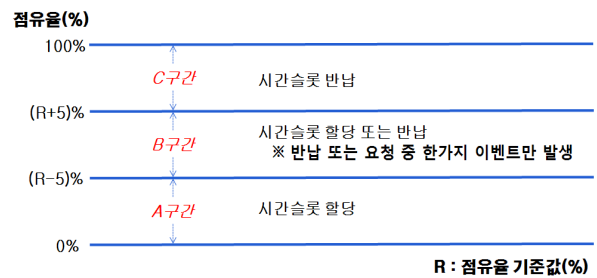 점유율(%)
100%
C구간 시간슬롯 반납
(R+5)%
B구간 시간슬롯 할당 또는 반납
※ 반납 또는 요청 중 한가지 이벤트만 발생
(R-5)%
A구간 시간슬롯 할당
0%
R : 점유율 기준값(%)